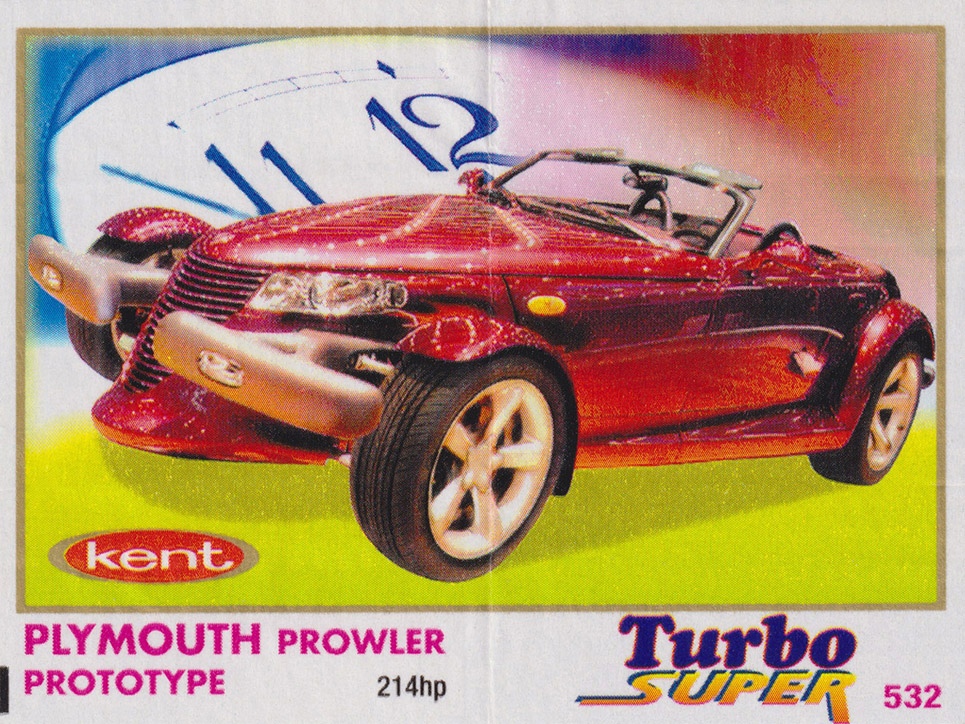 11 12
kent
PLYMOUTH PROWLER
PROTOTYPE
214hp
Turbo
SUPER
532